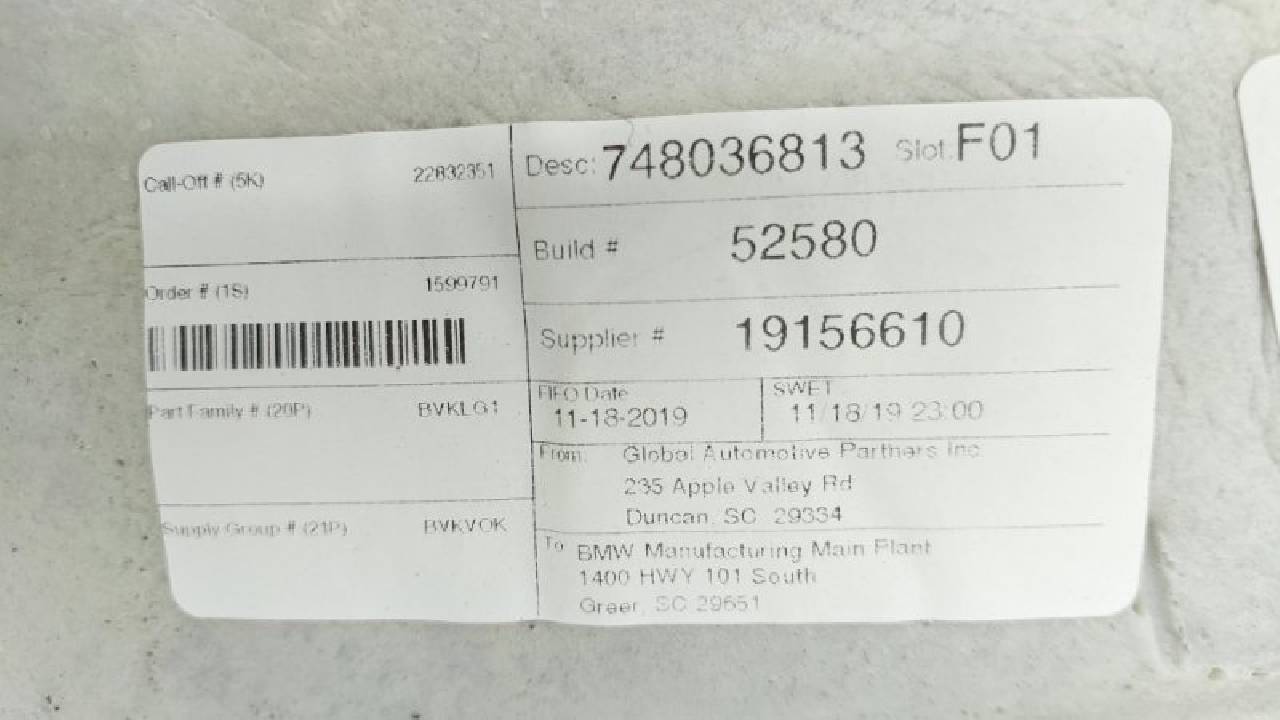 Call-Off # (5K) 22832351
Order # (1S) 1599791
Part Family # (20P) BVKLG1
Supply Group # (21P) BVKVOK
Desc: 748036813 Slot: F01
Build # 52580
Supplier # 19156610
FIFO Date
11-18-2019
SWET
11/18/19 23:00
From: Global Automotive Partners Inc
235 Apple Valley Rd
Duncan, SC 29334
To BMW Manufacturing Main Plant
1400 HWY 101 South
Greer, SC 29651